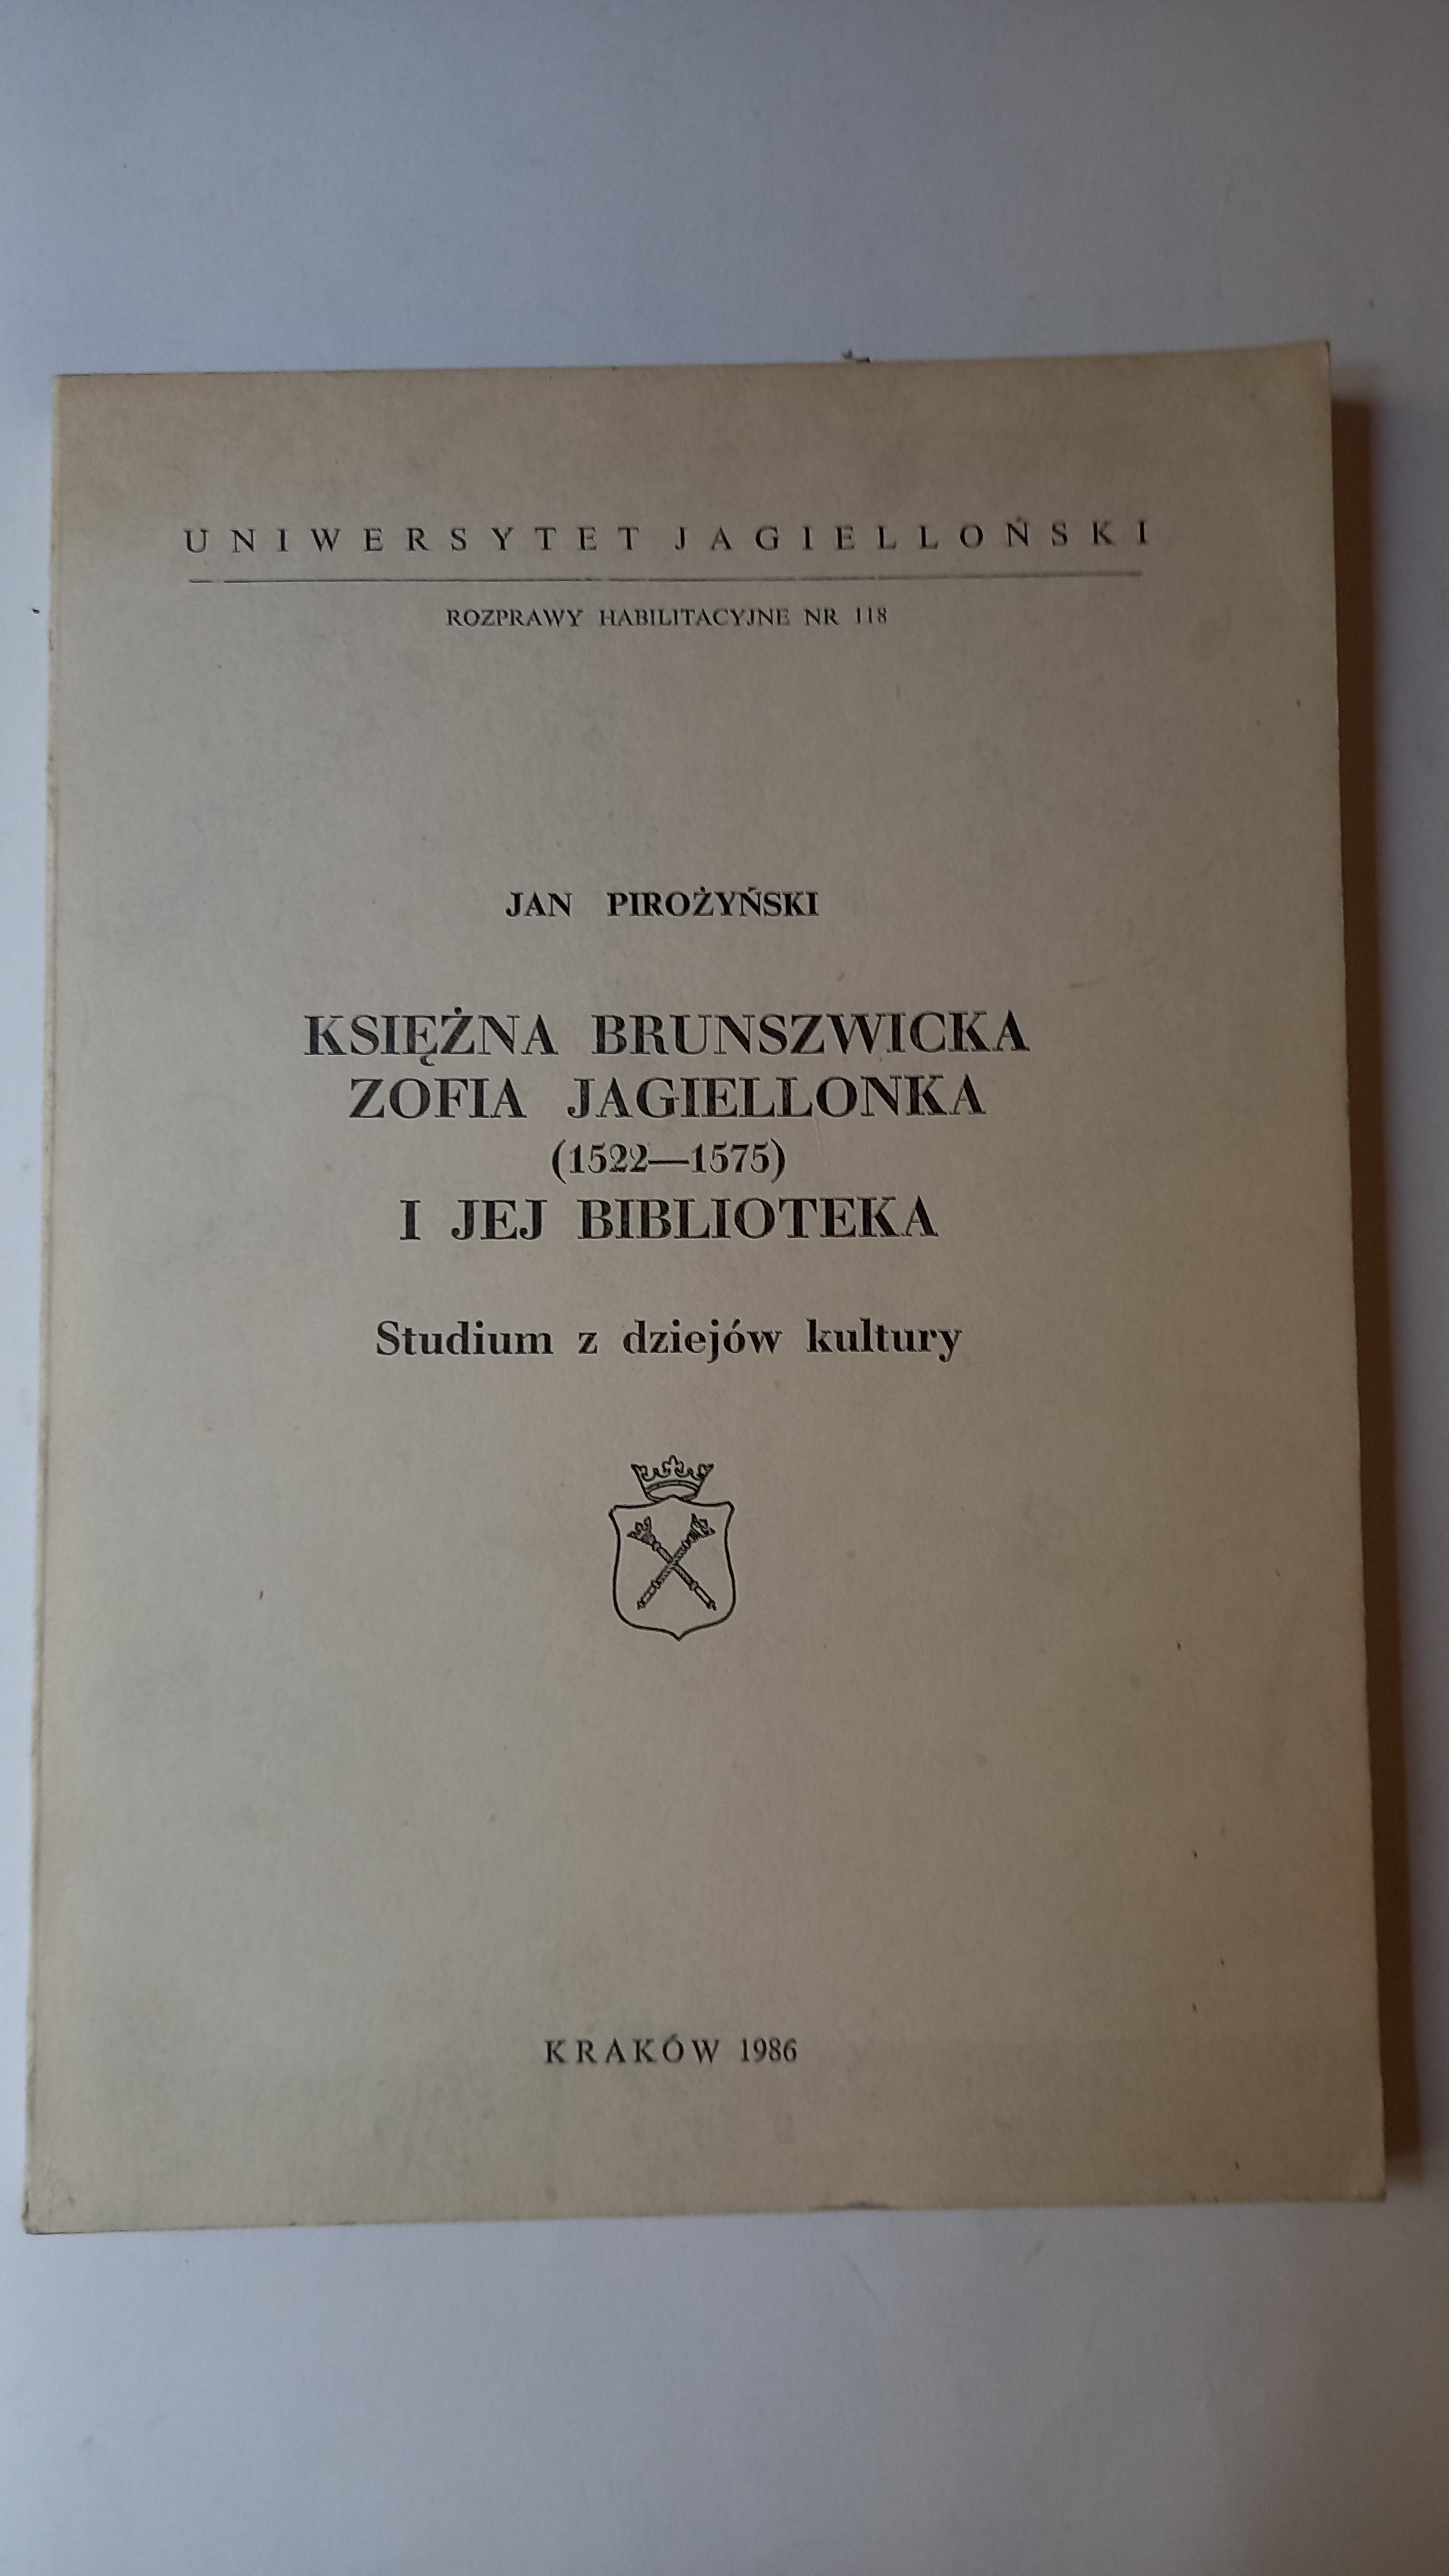 UNIWERSYTET JAGIELLOŃSKI
ROZPRAWY HABILITACYJNE NR 118
JAN PIROŻYŃSKI
KSIĘŻNA BRUNSZWICKA
ZOFIA JAGIELLONKA
(1522—1575)
I JEJ BIBLIOTEKA
Studium z dziejów kultury
KRAKÓW 1986